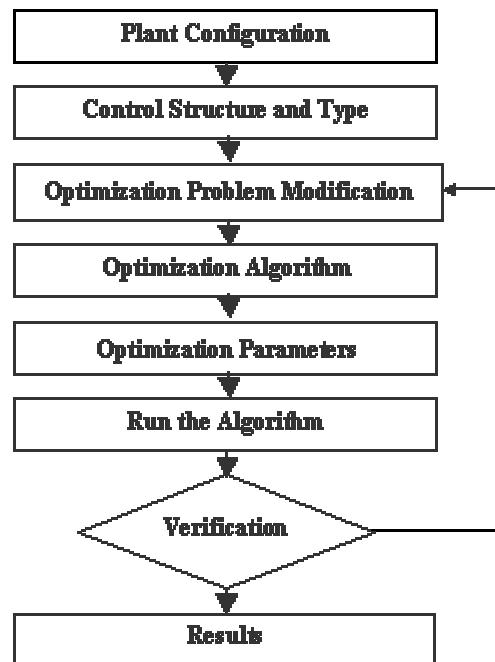 Plant Configuration
Control Structure and Type
Optimization Problem Modification
Optimization Algorithm
Optimization Parameters
Run the Algorithm
Verification
Results